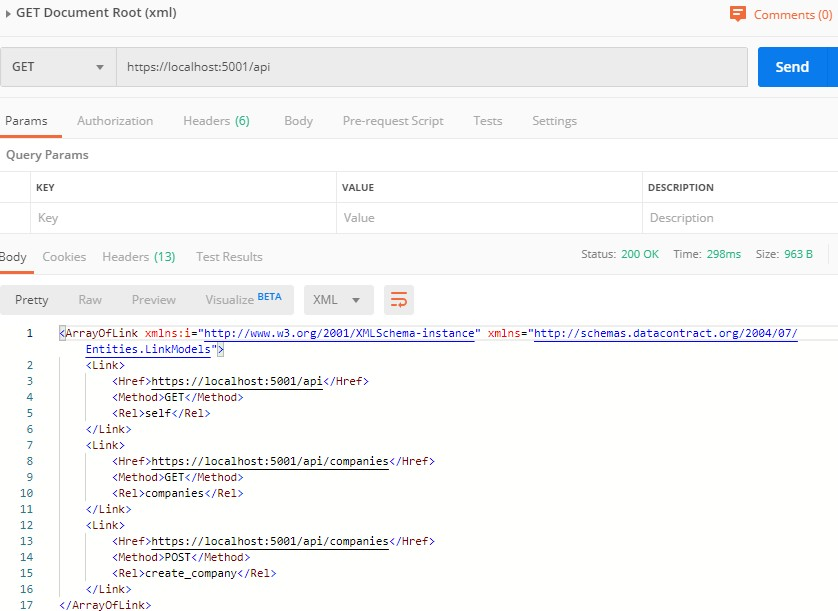 GET Document Root (xml) Comments (0)
GET https://localhost:5001/api Send
Params Authorization Headers (6) Body Pre-request Script Tests Settings
Query Params
KEY VALUE DESCRIPTION
Key Value Description
Body Cookies Headers (13) Test Results Status: 200 OK Time: 298ms Size: 963 B
Pretty Raw Preview Visualize BETA XML
1 <ArrayOfLink xmlns:i="http://www.w3.org/2001/XMLSchema-instance" xmlns="http://schemas.datacontract.org/2004/07/
Entities.LinkModels">
2 <Link>
3 <Href>https://localhost:5001/api</Href>
4 <Method>GET</Method>
5 <Rel>self</Rel>
6 </Link>
7 <Link>
8 <Href>https://localhost:5001/api/companies</Href>
9 <Method>GET</Method>
10 <Rel>companies</Rel>
11 </Link>
12 <Link>
13 <Href>https://localhost:5001/api/companies</Href>
14 <Method>POST</Method>
15 <Rel>create_company</Rel>
16 </Link>
17 </ArrayOfLink>